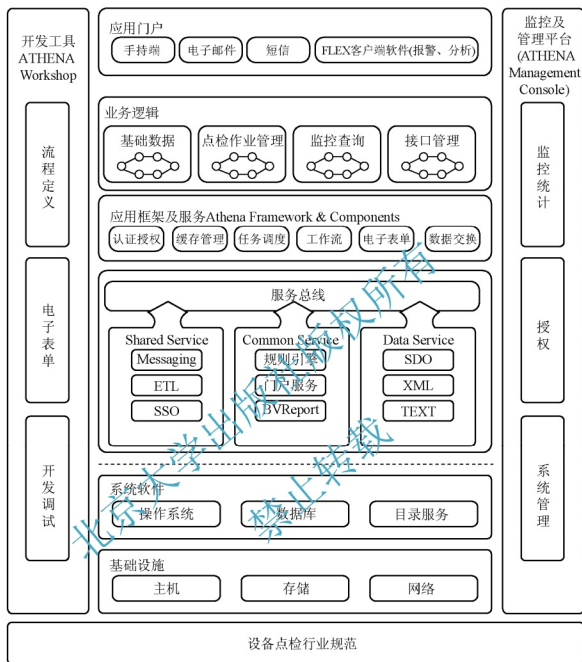 开发工具
ATHENA
Workshop
流程定义
电子表单
开发调试
应用门户
手持端
电子邮件
短信
FLEX客户端软件(报警、分析)
业务逻辑
基础数据
点检作业管理
监控查询
接口管理
应用框架及服务Athena Framework & Components
认证授权
缓存管理
任务调度
工作流
电子表单
数据交换
服务总线
Shared Service
Messaging
ETL
SSO
Common Service
规则引擎
门户服务
BVReport
Data Service
SDO
XML
TEXT
系统软件
操作系统
数据库
目录服务
基础设施
主机
存储
网络
监控及
管理平台
(ATHENA
Management
Console)
监控统计
授权
系统管理
设备点检行业规范
北京大学出版社版权所有
禁止转载